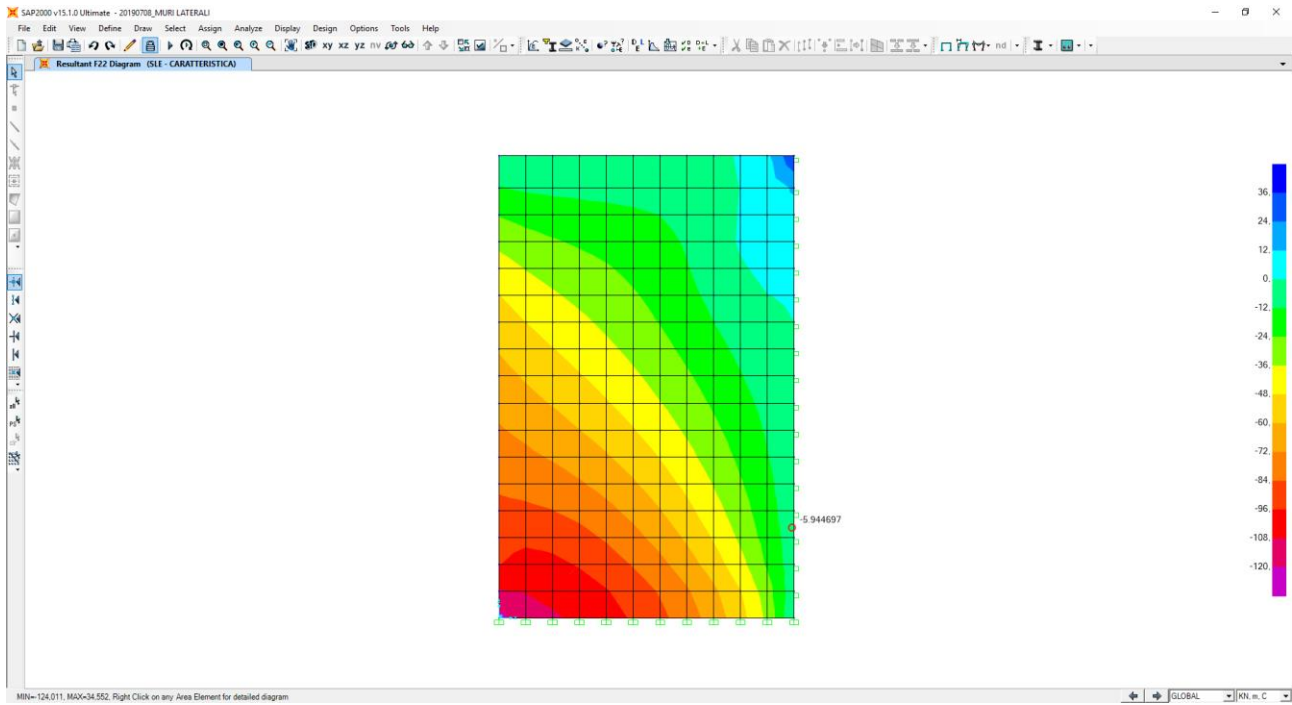 SAP2000 v15.1.0 Ultimate - 20190708_MURI LATERALI
File Edit View Define Draw Select Assign Analyze Display Design Options Tools Help
xy xz yz nv nd
Resultant F22 Diagram (SLE - CARATTERISTICA)
36,
24,
12,
0,
-12,
-24,
-36,
-48,
-60,
-72,
-84,
-96,
-108,
-120,
-5.944697
MIN=-124,011, MAX=34,552, Right Click on any Area Element for detailed diagram
GLOBAL
KN, m, C